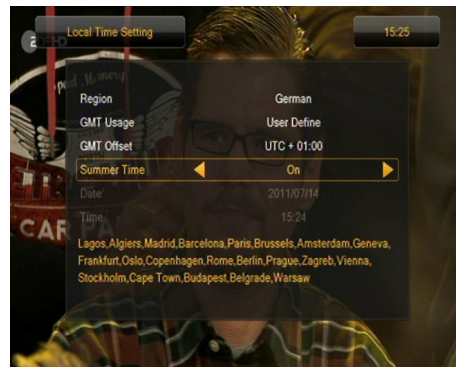 Local Time Setting
15:25
Region German
GMT Usage User Define
GMT Offset UTC + 01:00
Summer Time On
Date 2011/07/14
Time 15:24
Lagos,Algiers,Madrid,Barcelona,Paris,Brussels,Amsterdam,Geneva,
Frankfurt,Oslo,Copenhagen,Rome,Berlin,Prague,Zagreb,Vienna,
Stockholm,Cape Town,Budapest,Belgrade,Warsaw
CAR PA